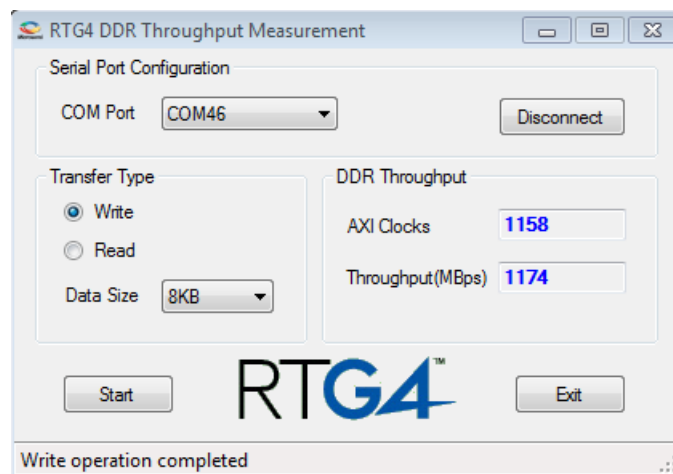 RTG4 DDR Throughput Measurement
Serial Port Configuration
COM Port COM46 Disconnect
Transfer Type
Write
Read
Data Size 8KB
DDR Throughput
AXI Clocks 1158
Throughput(MBps) 1174
Start
RTG4™
Exit
Write operation completed